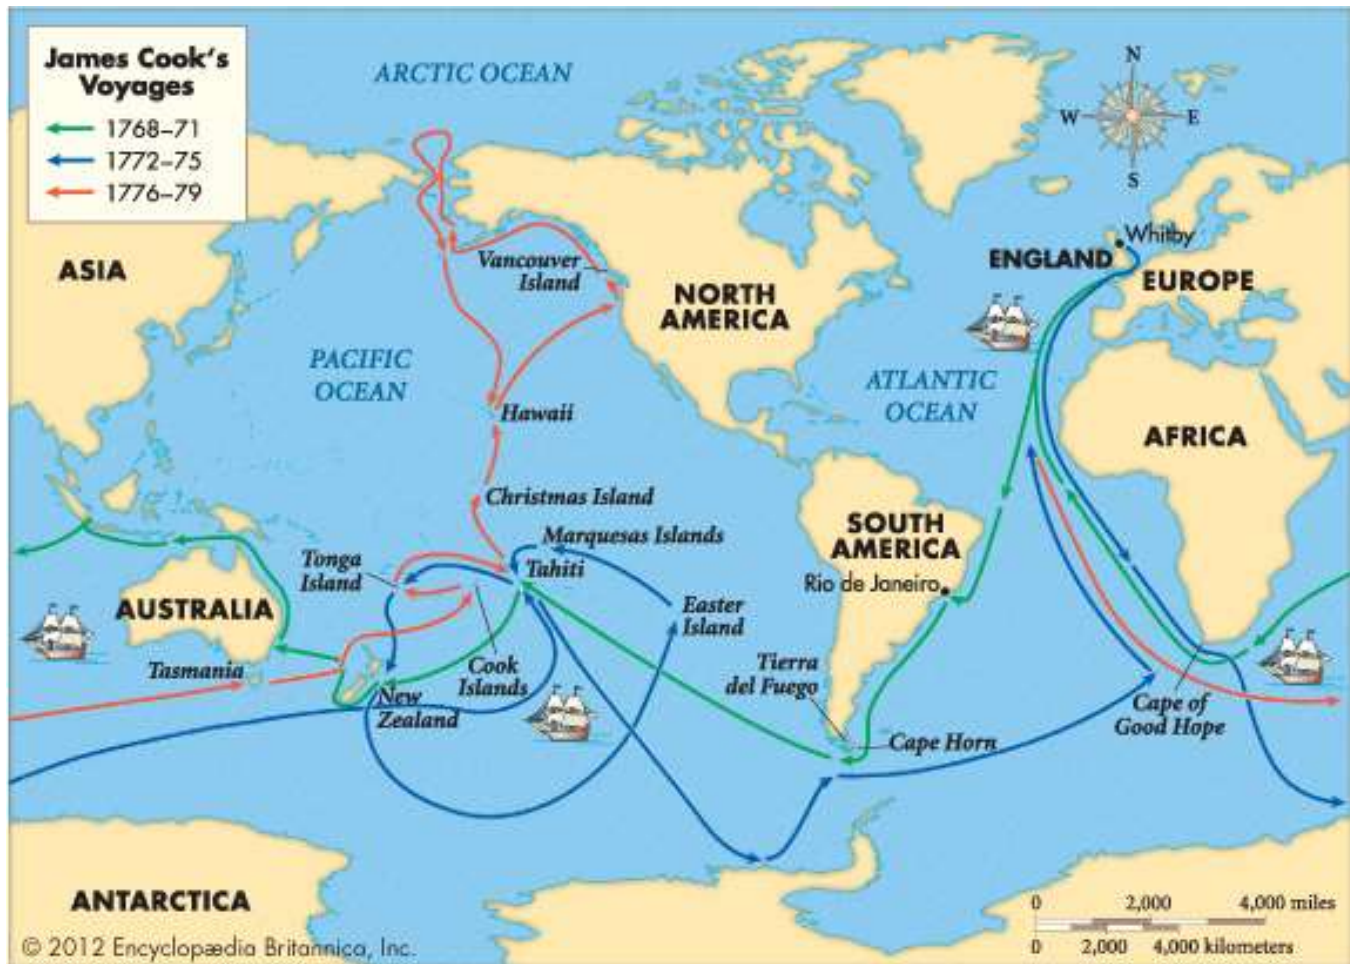 James Cook's
Voyages
1768–71
1772–75
1776–79
ARCTIC OCEAN
N
W
E
S
Whitby
ENGLAND
EUROPE
ASIA
Vancouver
Island
NORTH
AMERICA
PACIFIC
OCEAN
ATLANTIC
OCEAN
Hawaii
AFRICA
Christmas Island
SOUTH
AMERICA
Marquesas Islands
Tonga
Island
Tahiti
Rio de Janeiro
AUSTRALIA
Easter
Island
Tasmania
Cook
Islands
Tierra
del Fuego
New
Zealand
Cape Horn
Cape of
Good Hope
ANTARCTICA
0 2,000 4,000 miles
0 2,000 4,000 kilometers
© 2012 Encyclopædia Britannica, Inc.